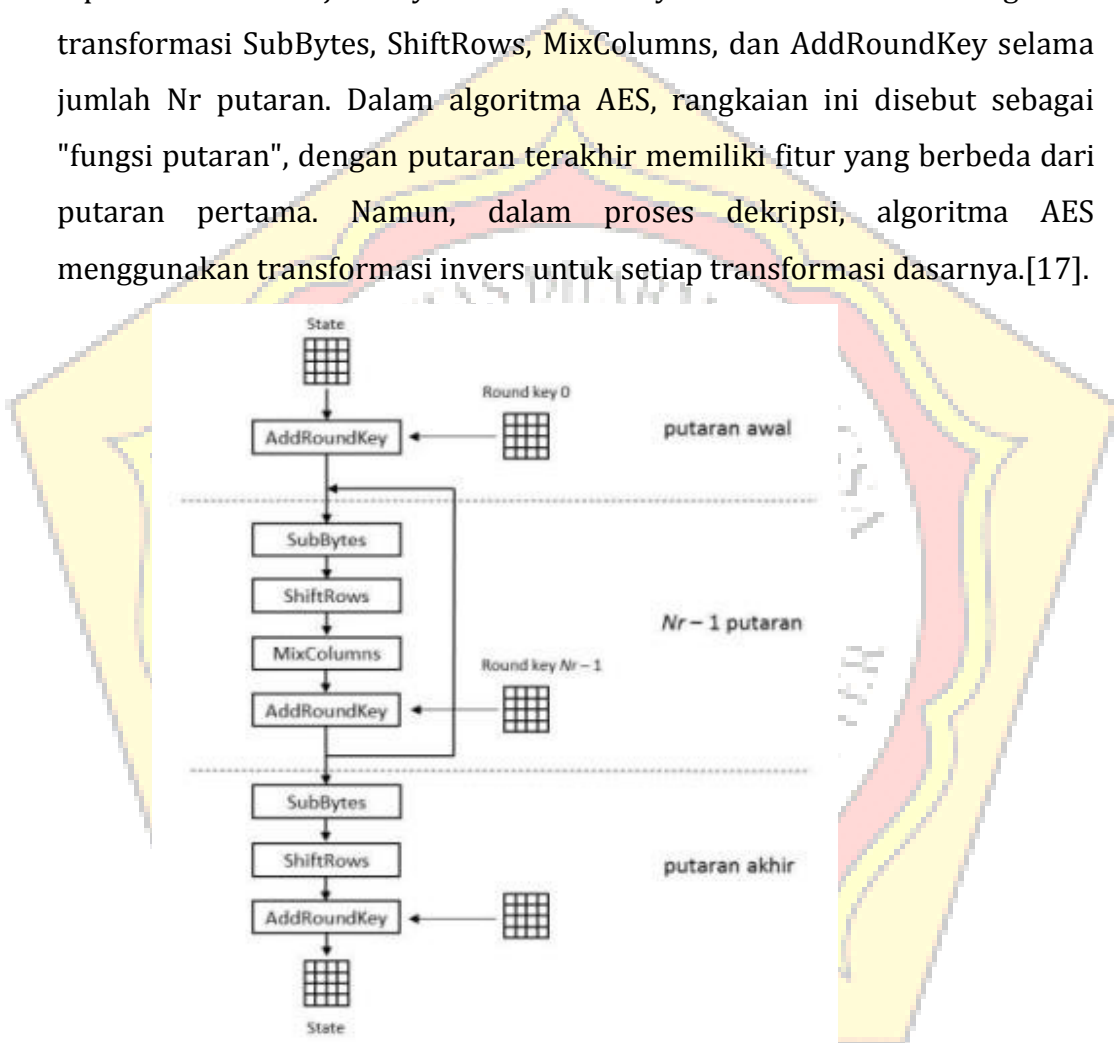 transformasi SubBytes, ShiftRows, MixColumns, dan AddRoundKey selama
jumlah Nr putaran. Dalam algoritma AES, rangkaian ini disebut sebagai
"fungsi putaran", dengan putaran terakhir memiliki fitur yang berbeda dari
putaran pertama. Namun, dalam proses dekripsi, algoritma AES
menggunakan transformasi invers untuk setiap transformasi dasarnya.[17].
State
Round key 0
AddRoundKey
putaran awal
SubBytes
ShiftRows
Nr – 1 putaran
MixColumns
Round key Nr – 1
AddRoundKey
SubBytes
ShiftRows
putaran akhir
AddRoundKey
State